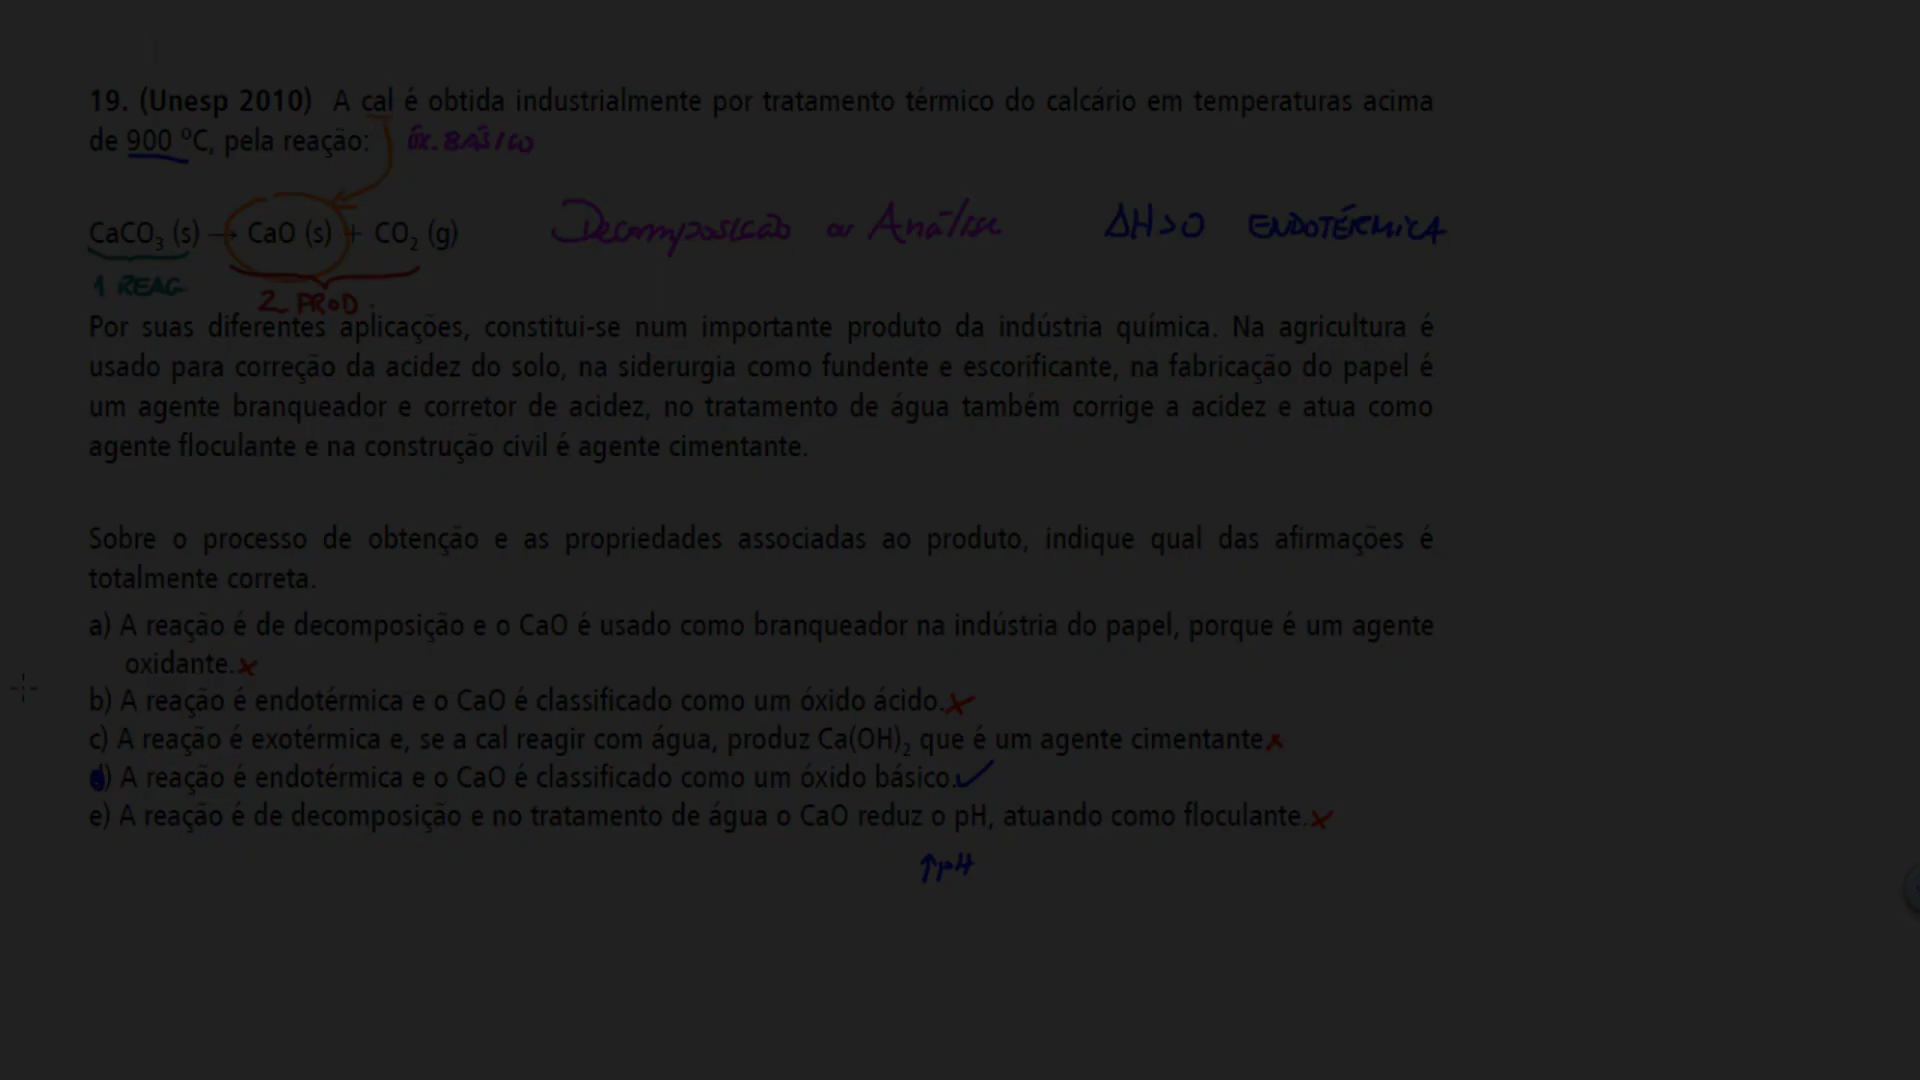 19. (Unesp 2010) A cal é obtida industrialmente por tratamento térmico do calcário em temperaturas acima
de 900 ºC, pela reação: ÓX. BÁSICO
CaCO₃ (s) → CaO (s) + CO₂ (g) Decomposição ou Análise ΔH>0 ENDOTÉRMICA
1 REAG
2 PROD.
Por suas diferentes aplicações, constitui-se num importante produto da indústria química. Na agricultura é
usado para correção da acidez do solo, na siderurgia como fundente e escorificante, na fabricação do papel é
um agente branqueador e corretor de acidez, no tratamento de água também corrige a acidez e atua como
agente floculante e na construção civil é agente cimentante.
Sobre o processo de obtenção e as propriedades associadas ao produto, indique qual das afirmações é
totalmente correta.
a) A reação é de decomposição e o CaO é usado como branqueador na indústria do papel, porque é um agente
oxidante.
b) A reação é endotérmica e o CaO é classificado como um óxido ácido.
c) A reação é exotérmica e, se a cal reagir com água, produz Ca(OH)₂ que é um agente cimentante
d) A reação é endotérmica e o CaO é classificado como um óxido básico.
e) A reação é de decomposição e no tratamento de água o CaO reduz o pH, atuando como floculante.
↑pH